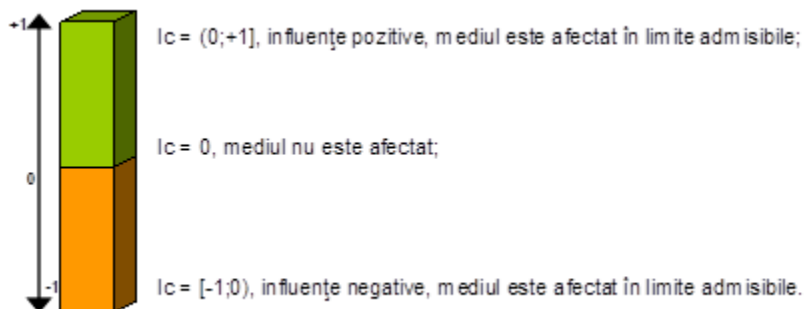 +1
Ic = (0;+1], influenţe pozitive, mediul este afectat în limite admisibile;
Ic = 0, mediul nu este afectat;
0
-1
Ic = [-1;0), influenţe negative, mediul este afectat în limite admisibile.